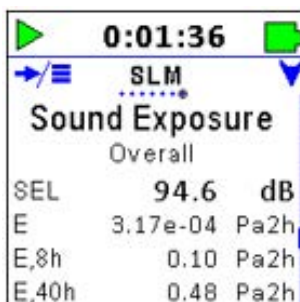 0:01:36
SLM
Sound Exposure
Overall
SEL 94.6 dB
E 3.17e-04 Pa2h
E,8h 0.10 Pa2h
E,40h 0.48 Pa2h